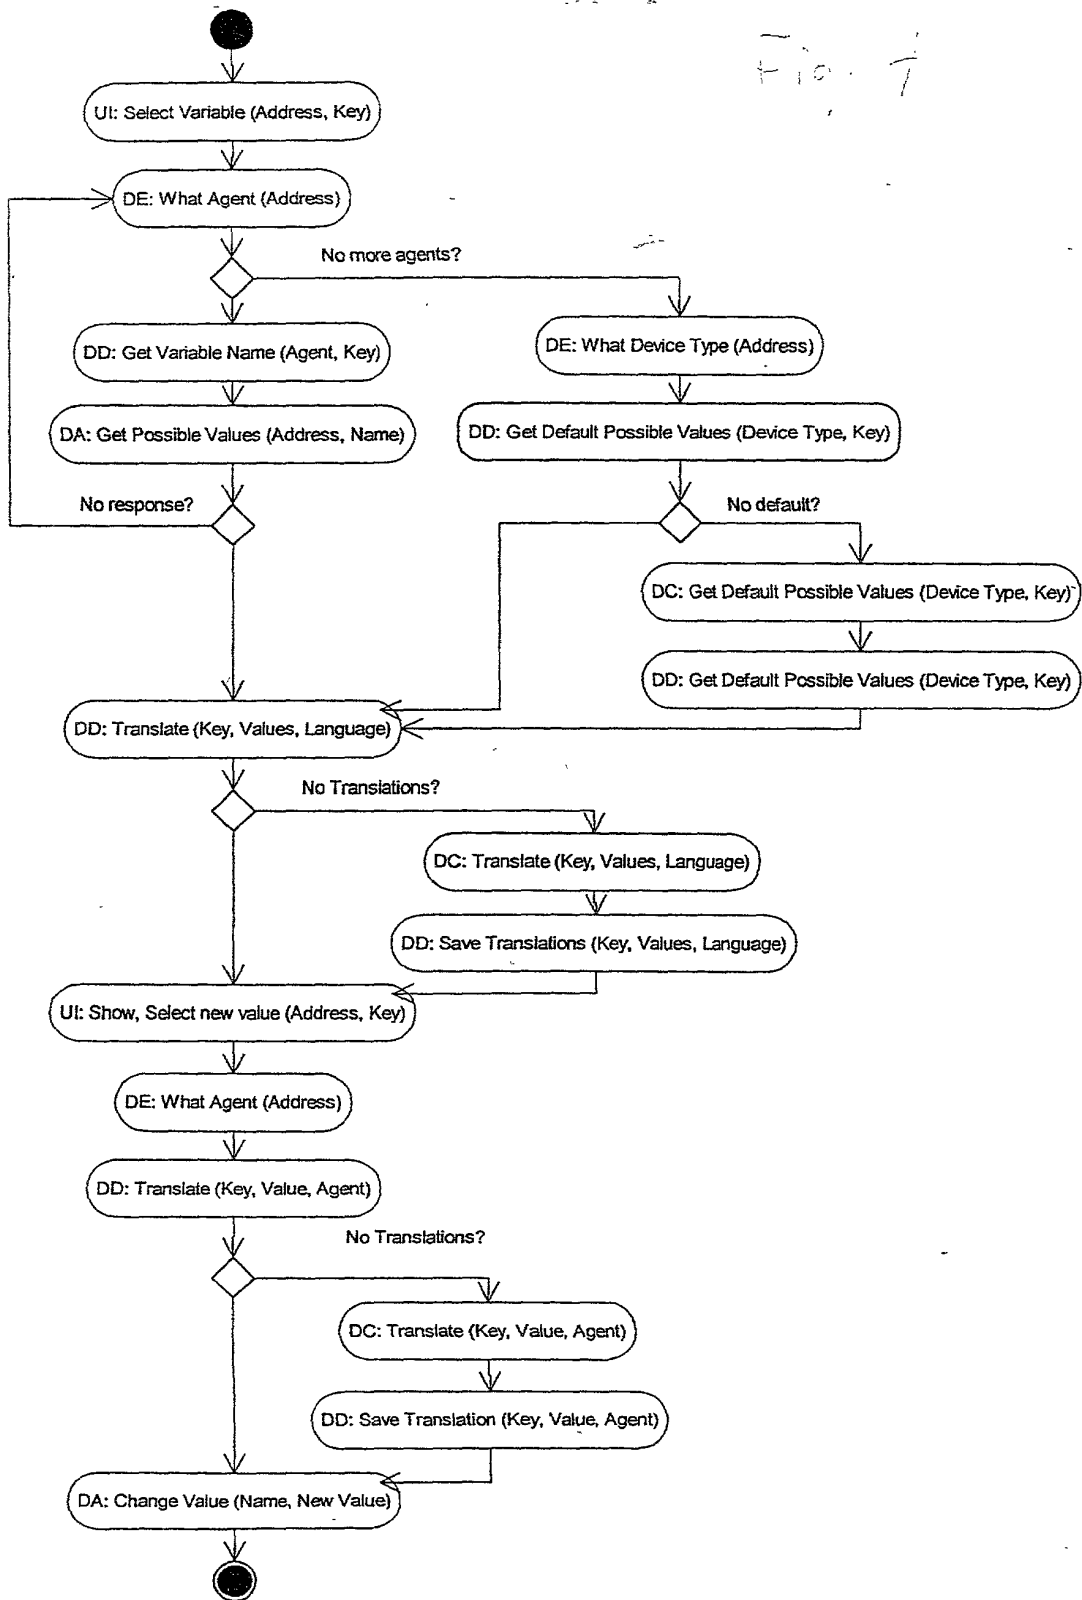 Fig. 7
UI: Select Variable (Address, Key)
DE: What Agent (Address)
No more agents?
DD: Get Variable Name (Agent, Key)
DE: What Device Type (Address)
DA: Get Possible Values (Address, Name)
DD: Get Default Possible Values (Device Type, Key)
No response?
No default?
DC: Get Default Possible Values (Device Type, Key)
DD: Get Default Possible Values (Device Type, Key)
DD: Translate (Key, Values, Language)
No Translations?
DC: Translate (Key, Values, Language)
DD: Save Translations (Key, Values, Language)
UI: Show, Select new value (Address, Key)
DE: What Agent (Address)
DD: Translate (Key, Value, Agent)
No Translations?
DC: Translate (Key, Value, Agent)
DD: Save Translation (Key, Value, Agent)
DA: Change Value (Name, New Value)